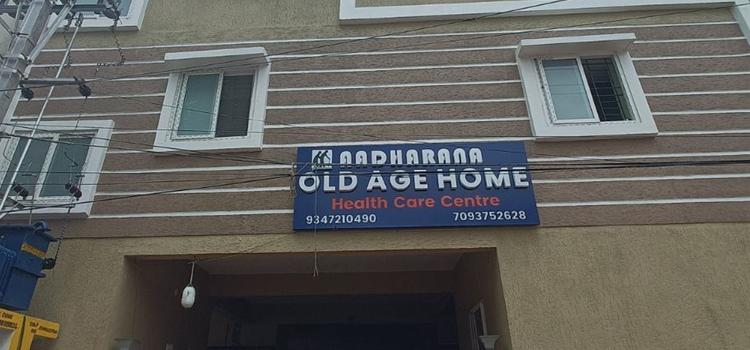 AADHARANA
OLD AGE HOME
Health Care Centre
9347210490 7093752628